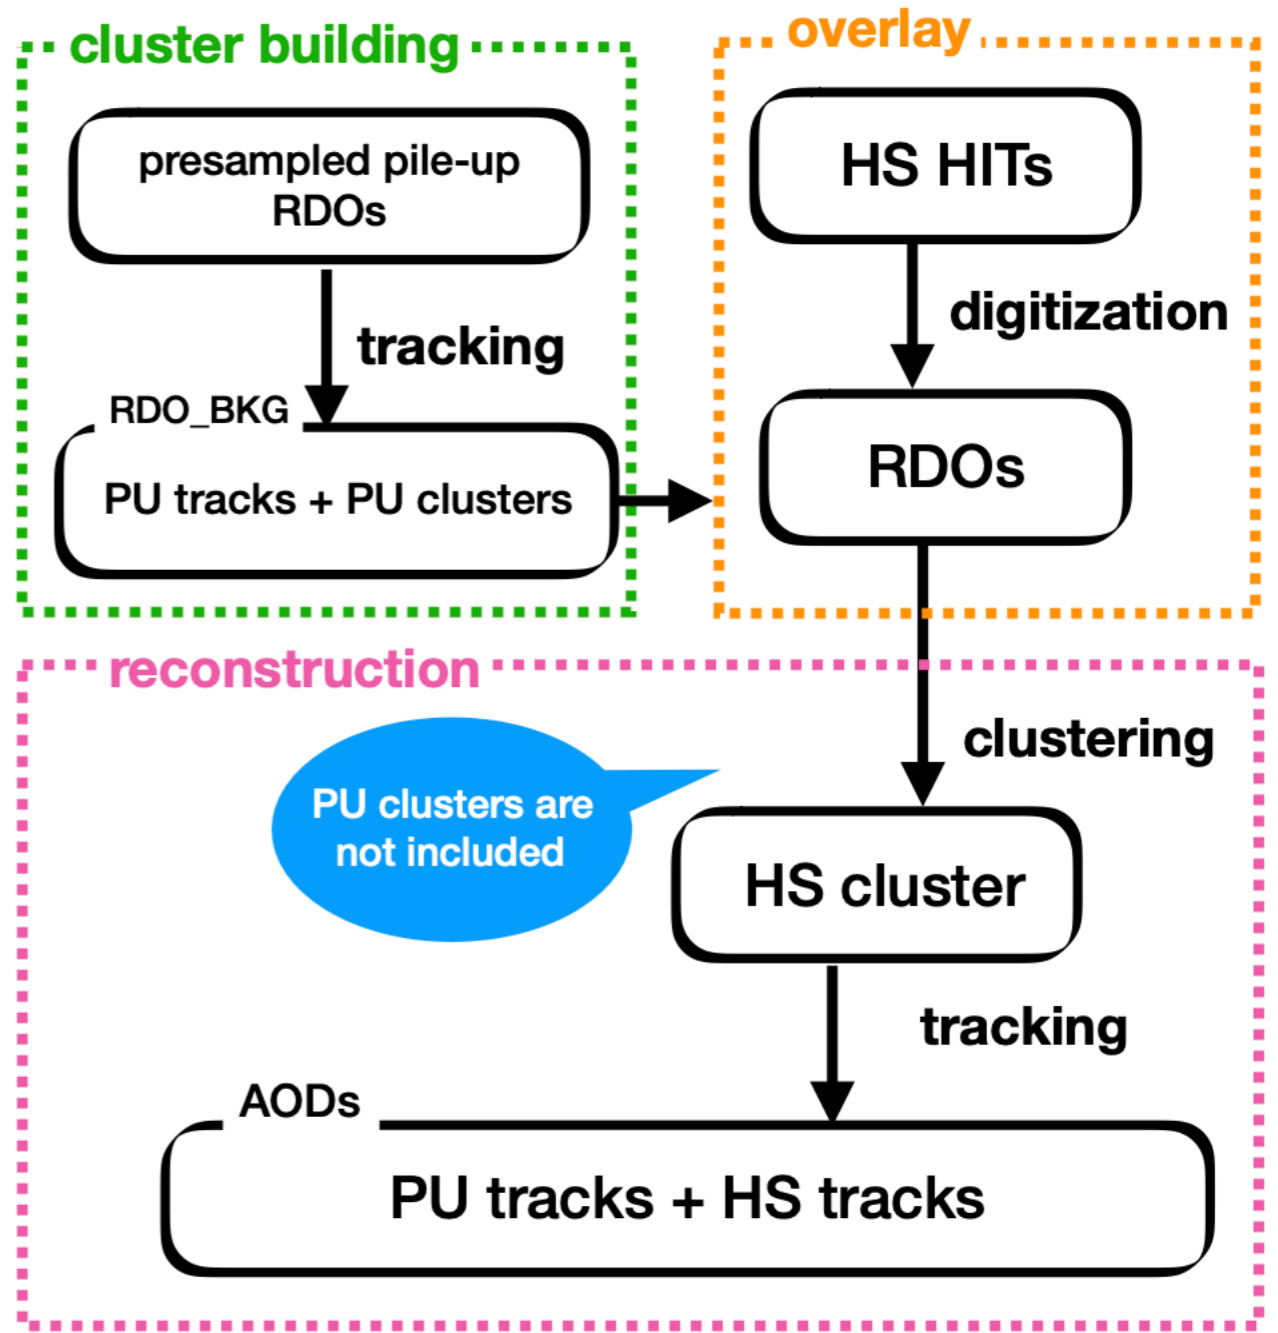 cluster building
presampled pile-up
RDOs
tracking
RDO_BKG
PU tracks + PU clusters
overlay
HS HITs
digitization
RDOs
reconstruction
clustering
PU clusters are
not included
HS cluster
tracking
AODs
PU tracks + HS tracks